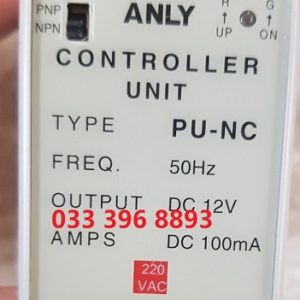 PNP
NPN
ANLY
R G
UP ON
CONTROLLER
UNIT
TYPE PU-NC
FREQ. 50Hz
OUTPUT DC 12V
033 396 8893
AMPS DC 100mA
220
VAC